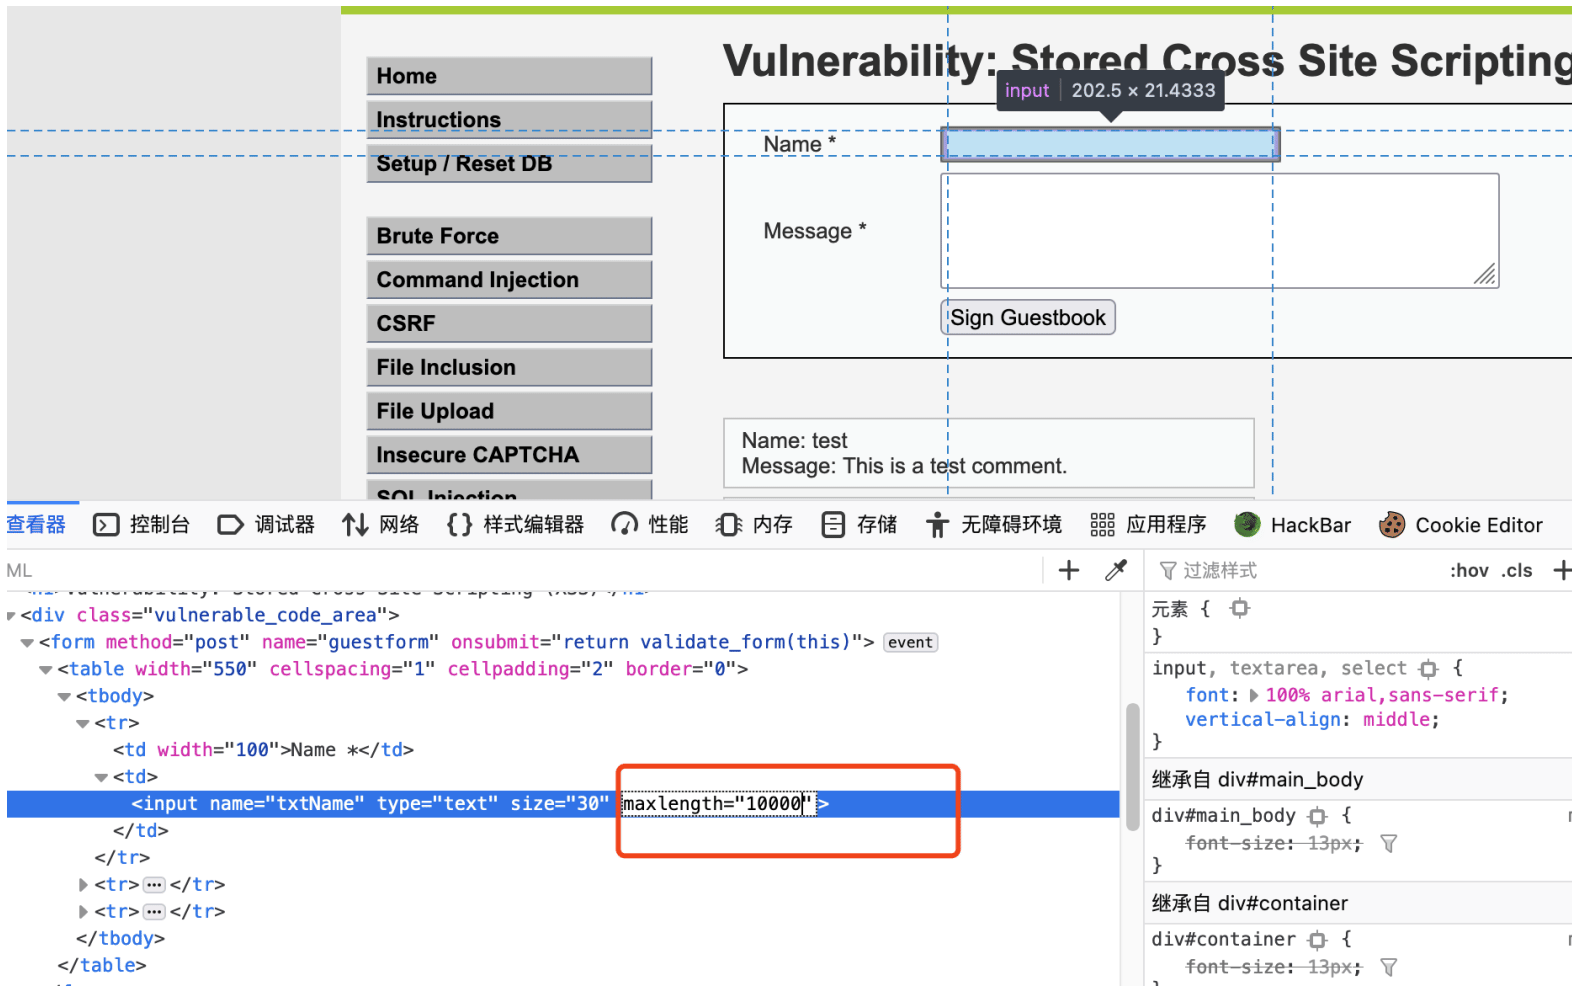 Vulnerability: Stored Cross Site Scripting
Home
Instructions
Setup / Reset DB
Brute Force
Command Injection
CSRF
File Inclusion
File Upload
Insecure CAPTCHA
SQL Injection
input 202.5 × 21.4333
Name *
Message *
Sign Guestbook
Name: test
Message: This is a test comment.
查看器 控制台 调试器 网络 样式编辑器 性能 内存 存储 无障碍环境 应用程序 HackBar Cookie Editor
ML
Vulnerability: Stored Cross Site Scripting (XSS)
<div class="vulnerable_code_area">
<form method="post" name="guestform" onsubmit="return validate_form(this)"> event
<table width="550" cellspacing="1" cellpadding="2" border="0">
<tbody>
<tr>
<td width="100">Name *</td>
<td>
<input name="txtName" type="text" size="30" maxlength="10000">
</td>
</tr>
<tr>···</tr>
<tr>···</tr>
</tbody>
</table>
过滤样式 :hov .cls
元素 {
}
input, textarea, select {
font: 100% arial,sans-serif;
vertical-align: middle;
}
继承自 div#main_body
div#main_body {
font-size: 13px;
}
继承自 div#container
div#container {
font-size: 13px;